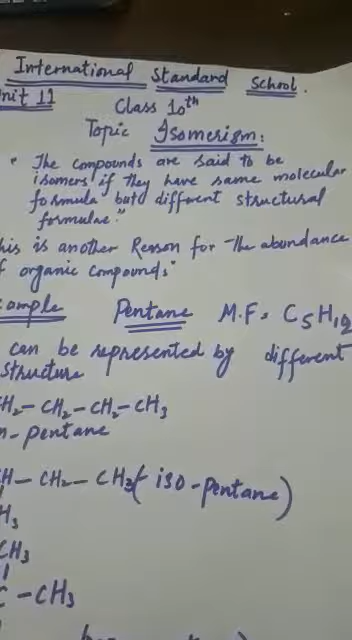 International Standard School.
nit 11
Class 10th
Topic Isomerism:
" The compounds are said to be
isomers if they have same molecular
formula but different structural
formulae."
his is another Reason for the abundance
f organic compounds"
xample Pentane M.F = C5H12
can be represented by different
structure
H2-CH2-CH2-CH3
n-pentane
CH-CH2-CH3 (iso-pentane)
H3
CH3
C-CH3